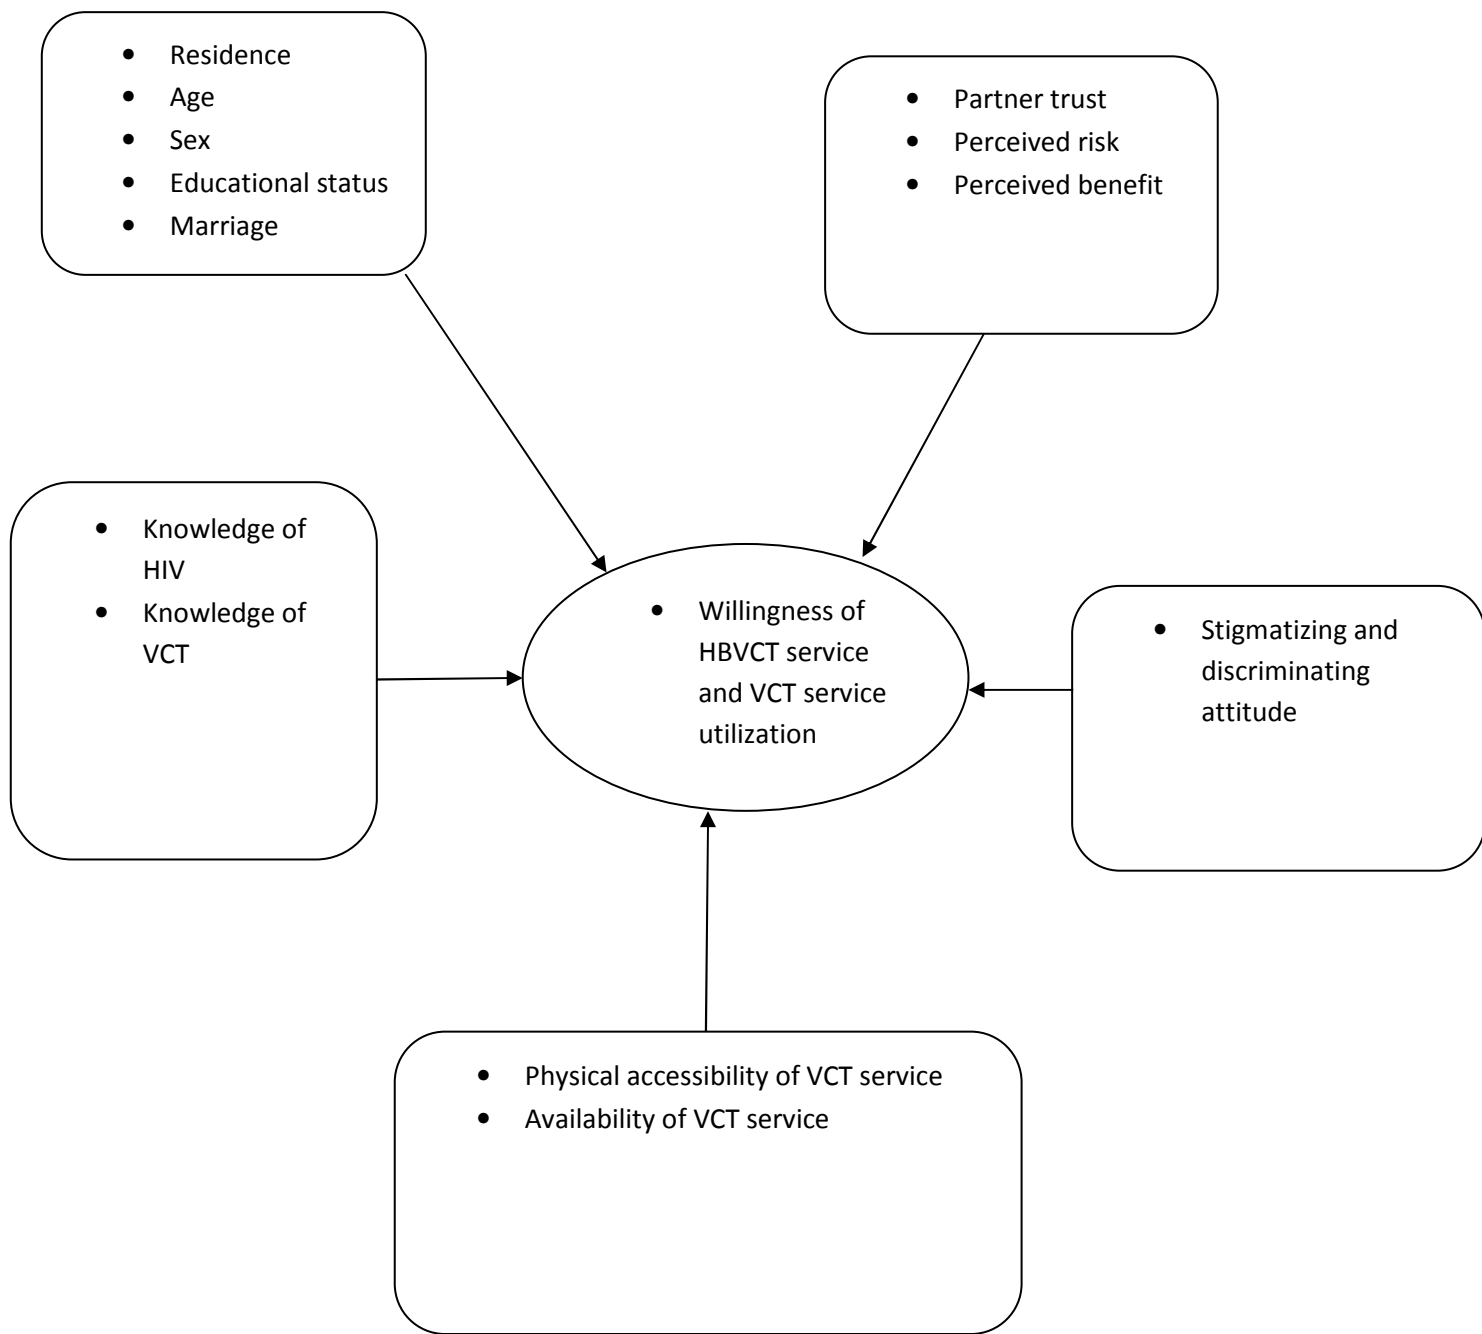 • Residence
• Age
• Sex
• Educational status
• Marriage
• Partner trust
• Perceived risk
• Perceived benefit
• Knowledge of
HIV
• Knowledge of
VCT
• Willingness of
HBVCT service
and VCT service
utilization
• Stigmatizing and
discriminating
attitude
• Physical accessibility of VCT service
• Availability of VCT service